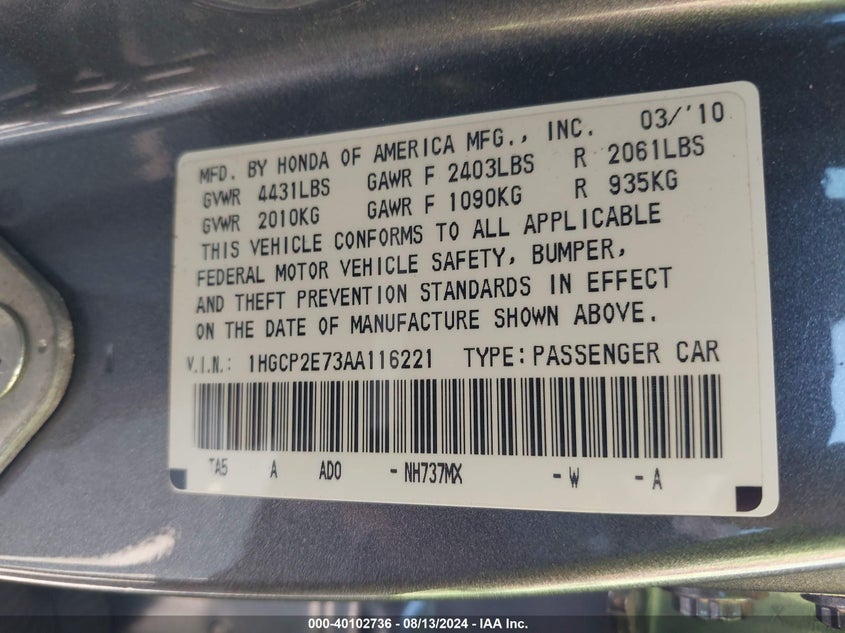 MFD. BY HONDA OF AMERICA MFG., INC. 03/'10
GVWR 4431LBS GAWR F 2403LBS R 2061LBS
GVWR 2010KG GAWR F 1090KG R 935KG
THIS VEHICLE CONFORMS TO ALL APPLICABLE
FEDERAL MOTOR VEHICLE SAFETY, BUMPER,
AND THEFT PREVENTION STANDARDS IN EFFECT
ON THE DATE OF MANUFACTURE SHOWN ABOVE.
V.I.N.: 1HGCP2E73AA116221 TYPE: PASSENGER CAR
TA5 A ADO -NH737MX -W -A
000-40102736 - 08/13/2024 - IAA Inc.